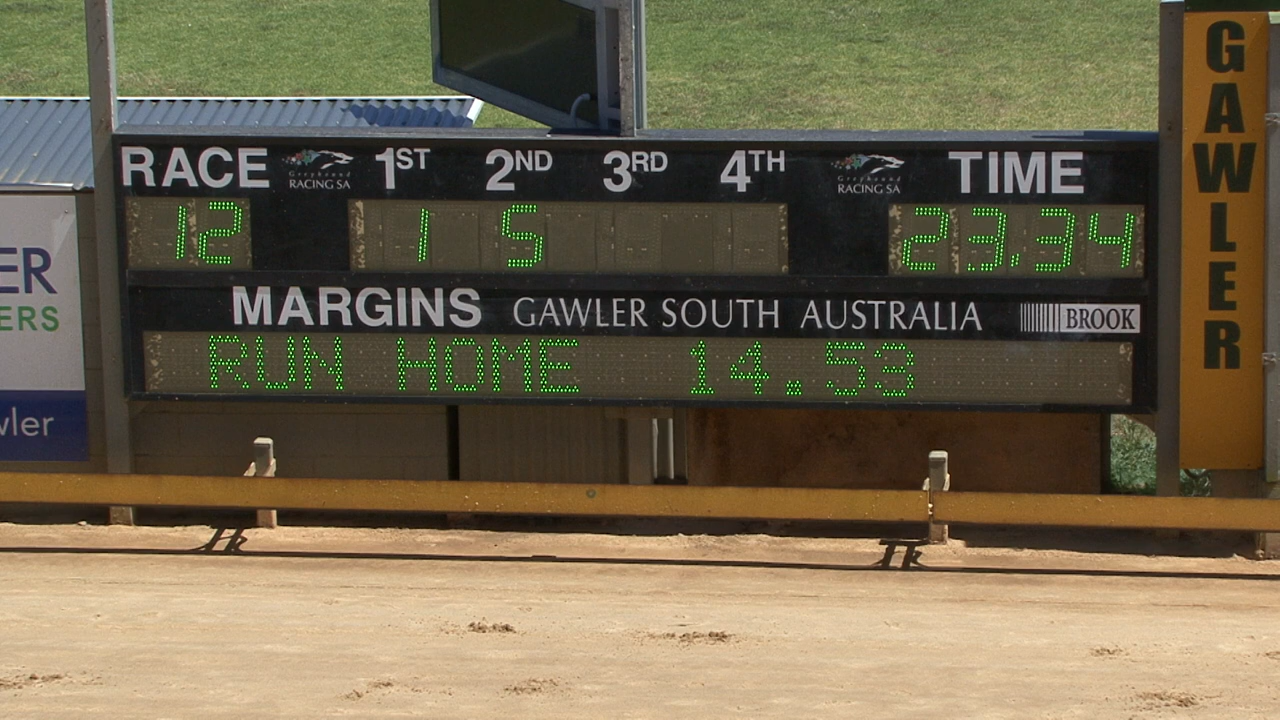 GAWLER
RACE 1ST 2ND 3RD 4TH TIME
Greyhound RACING SA
Greyhound RACING SA
12 1 5 23.34
MARGINS GAWLER SOUTH AUSTRALIA BROOK
RUN HOME 14.53
ER
ERS
wler